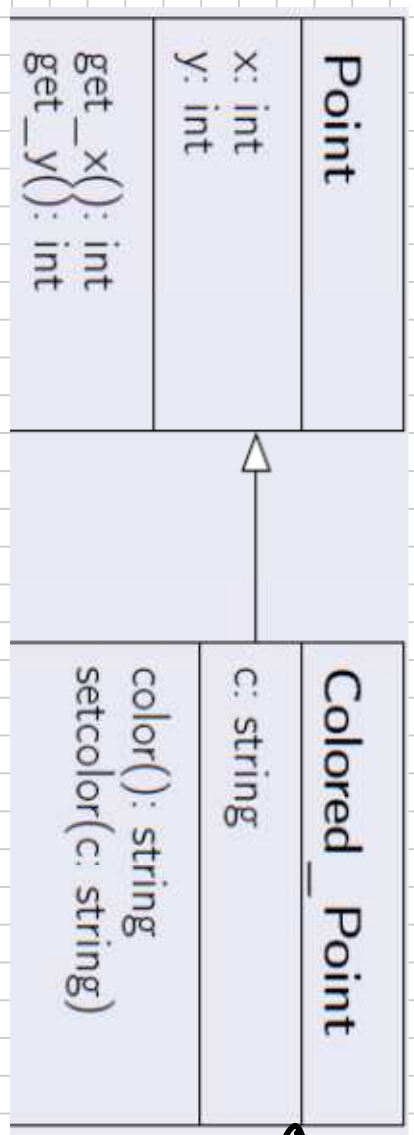 Point
x: int
y: int
get_x(): int
get_y(): int
Colored_Point
c: string
color(): string
setcolor(c: string)